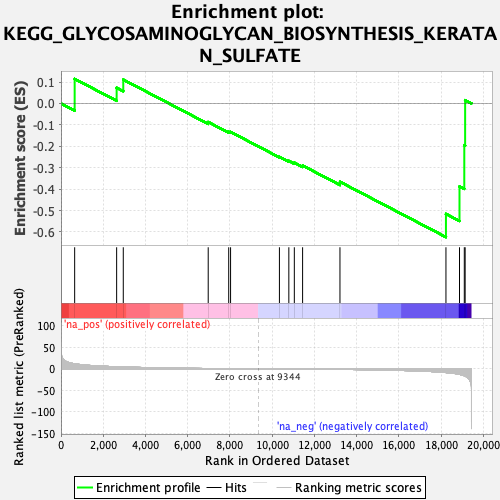 Enrichment plot:
KEGG_GLYCOSAMINOGLYCAN_BIOSYNTHESIS_KERATA
N_SULFATE
Enrichment score (ES)
0.1
0.0
-0.1
-0.2
-0.3
-0.4
-0.5
-0.6
'na_pos' (positively correlated)
Ranked list metric (PreRanked)
100
50
0
-50
-100
-150
Zero cross at 9344
'na_neg' (negatively correlated)
0
2,000
4,000
6,000
8,000
10,000
12,000
14,000
16,000
18,000
20,000
Rank in Ordered Dataset
Enrichment profile
Hits
Ranking metric scores